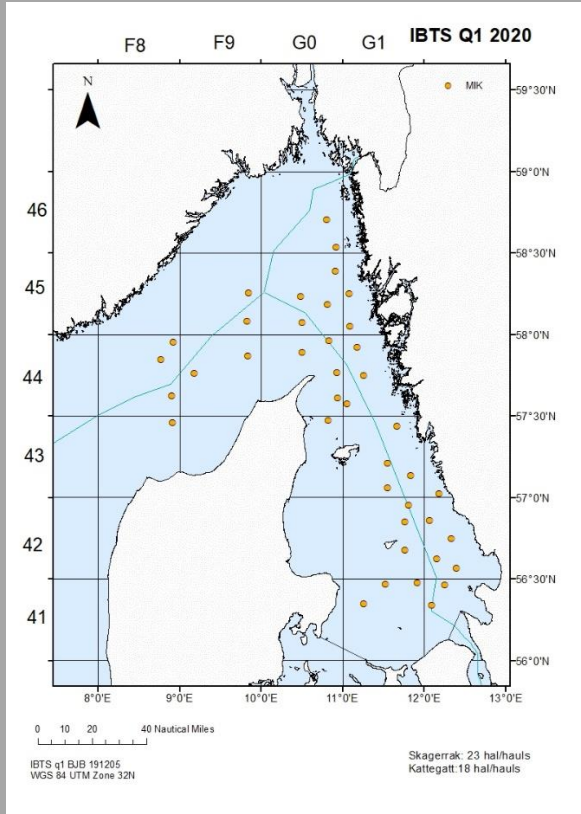 IBTS Q1 2020
F8 F9 G0 G1
N
MIK
59°30'N
59°0'N
46
58°30'N
45
58°0'N
44
57°30'N
43
57°0'N
42
56°30'N
41
56°0'N
8°0'E 9°0'E 10°0'E 11°0'E 12°0'E 13°0'E
0 10 20 40 Nautical Miles
IBTS q1 BJB 191205
WGS 84 UTM Zone 32N
Skagerrak: 23 hal/hauls
Kattegatt:18 hal/hauls